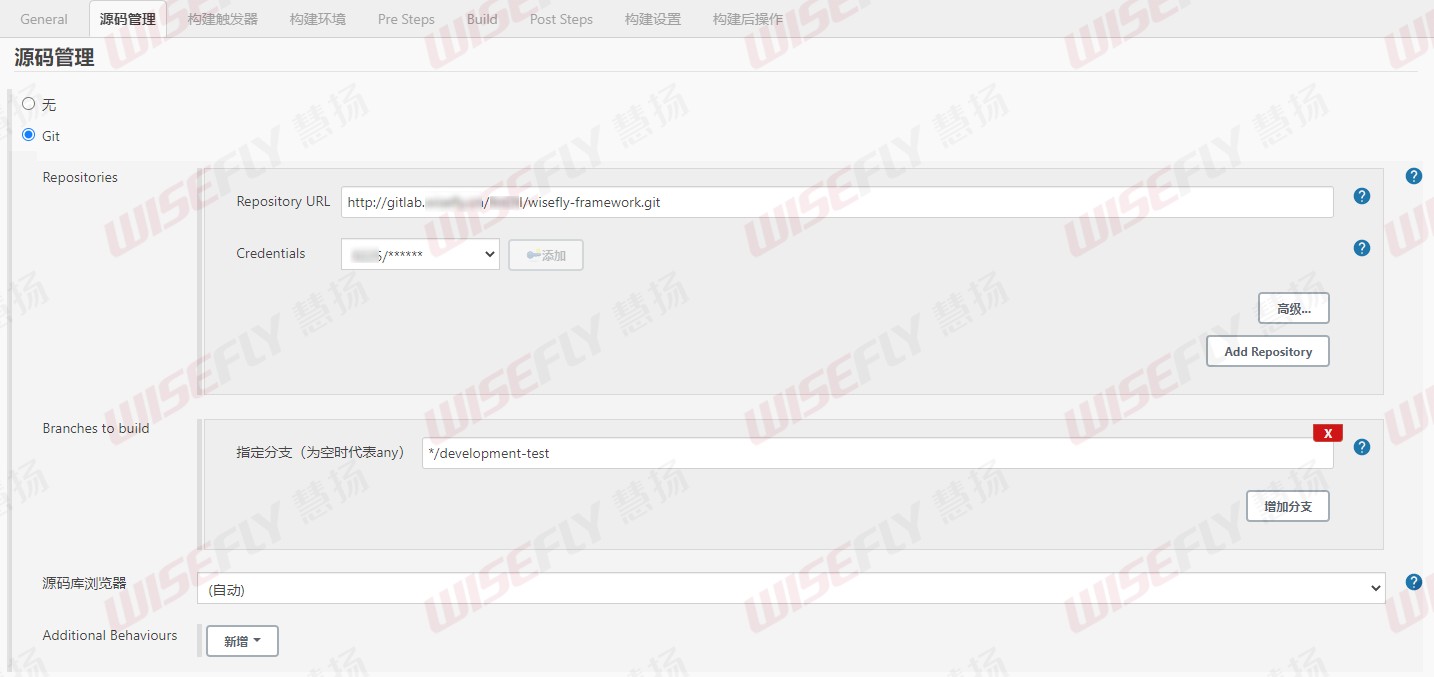 General 源码管理 构建触发器 构建环境 Pre Steps Build Post Steps 构建设置 构建后操作
源码管理
无
Git
Repositories
Repository URL http://gitlab. /wisefly-framework.git
Credentials /****** 添加
高级...
Add Repository
Branches to build
X
指定分支（为空时代表any） */development-test
增加分支
源码库浏览器 (自动)
Additional Behaviours 新增
WISEFLY 慧扬